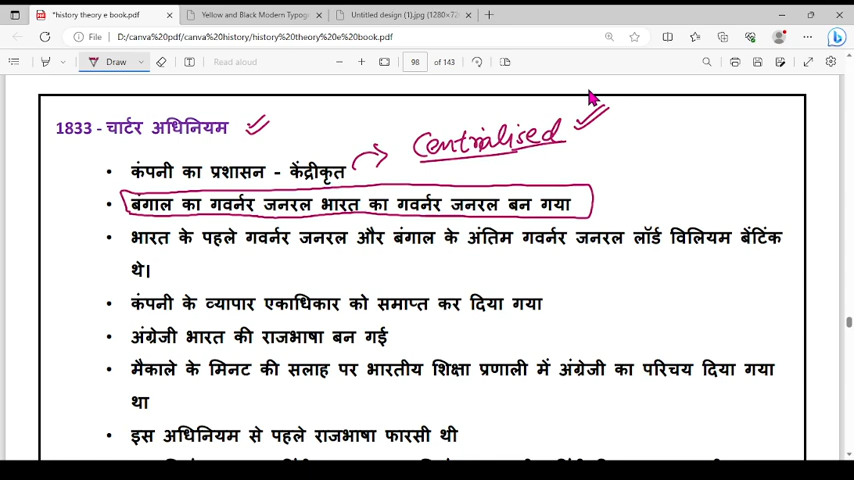 *history theory e book.pdf
Yellow and Black Modern Typogr
Untitled design (1).jpg (1280×72
File
D:/canva%20pdf/canva%20history/history%20theory%20e%20book.pdf
Draw
Read aloud
98 of 143
1833 - चार्टर अधिनियम
Centralised
कंपनी का प्रशासन - केंद्रीकृत
बंगाल का गवर्नर जनरल भारत का गवर्नर जनरल बन गया
भारत के पहले गवर्नर जनरल और बंगाल के अंतिम गवर्नर जनरल लॉर्ड विलियम बेंटिंक
थे।
कंपनी के व्यापार एकाधिकार को समाप्त कर दिया गया
अंग्रेजी भारत की राजभाषा बन गई
मैकाले के मिनट की सलाह पर भारतीय शिक्षा प्रणाली में अंग्रेजी का परिचय दिया गया
था
इस अधिनियम से पहले राजभाषा फारसी थी